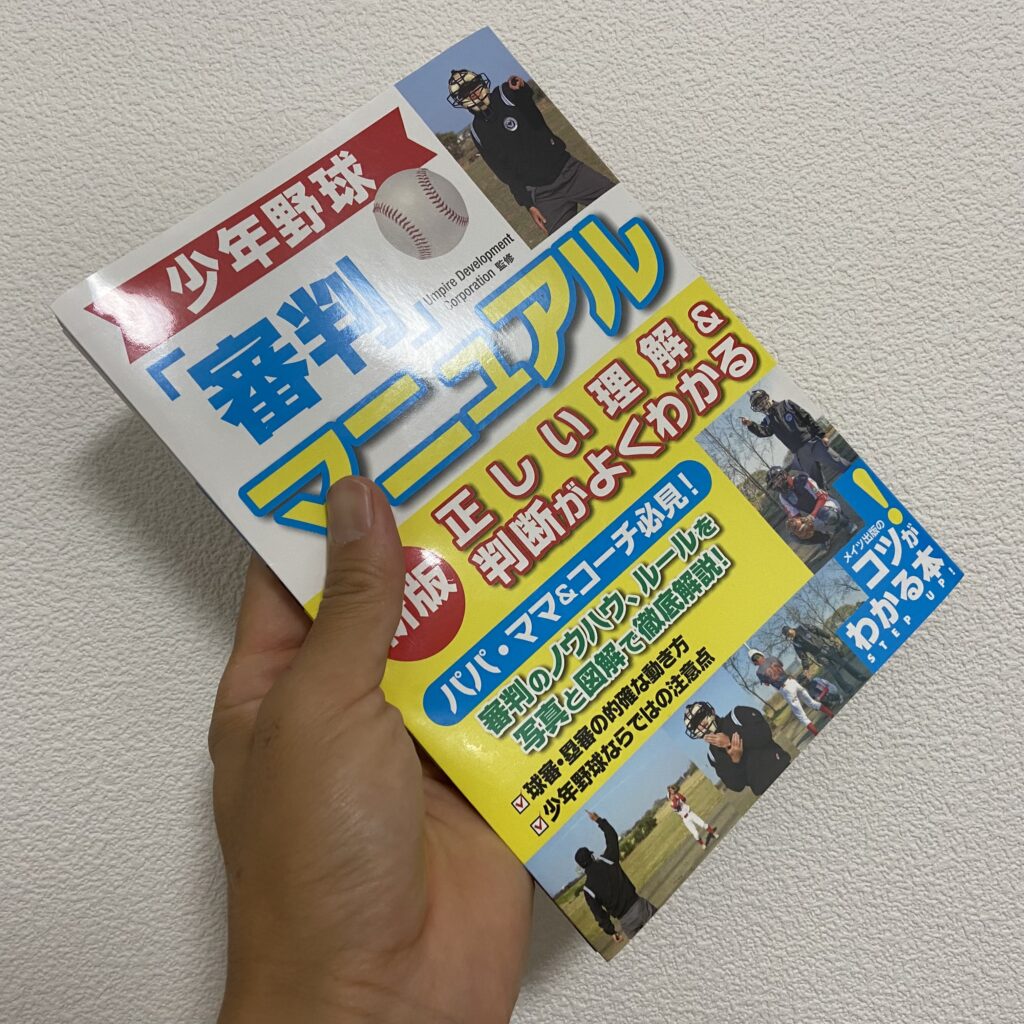 少年野球
「審判」
マニュアル
Umpire Development
Corporation 監修
正しい理解&
判断がよくわかる
新版
パパ・ママ&コーチ必見!
審判のノウハウ、ルールを
写真と図解で徹底解説!
球審・塁審の的確な動き方
少年野球ならではの注意点
メイツ出版の
コツが
わかる本!
STEP UP!